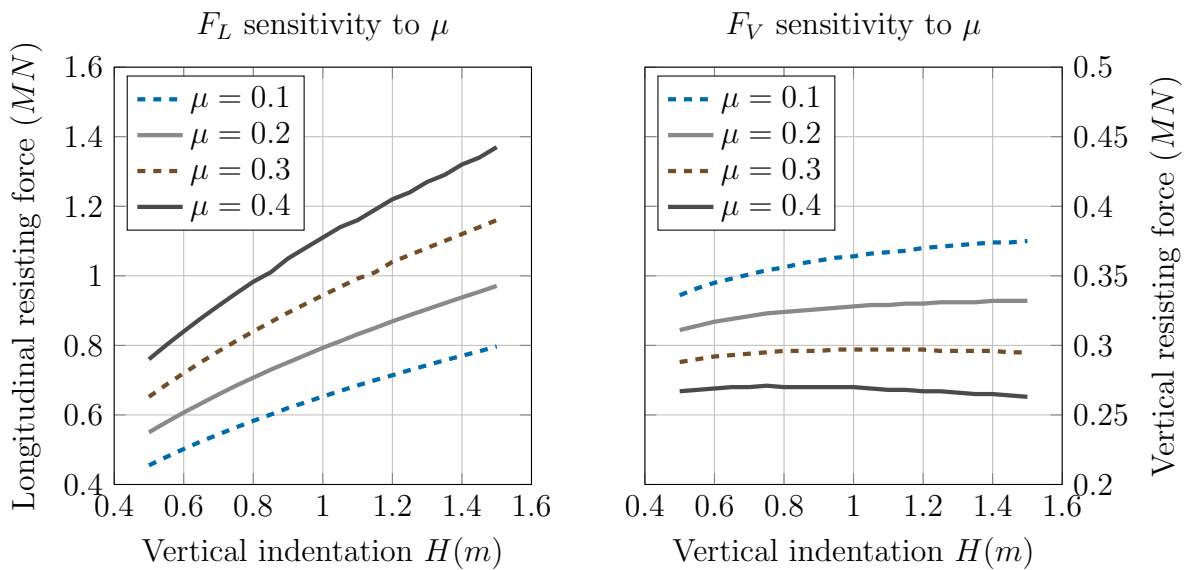 F_L sensitivity to μ
Longitudinal resisting force (MN)
1.6
1.4
1.2
1
0.8
0.6
0.4
μ = 0.1
μ = 0.2
μ = 0.3
μ = 0.4
0.4 0.6 0.8 1 1.2 1.4 1.6
Vertical indentation H(m)
F_V sensitivity to μ
μ = 0.1
μ = 0.2
μ = 0.3
μ = 0.4
0.5
0.45
0.4
0.35
0.3
0.25
0.2
Vertical resisting force (MN)
0.4 0.6 0.8 1 1.2 1.4 1.6
Vertical indentation H(m)